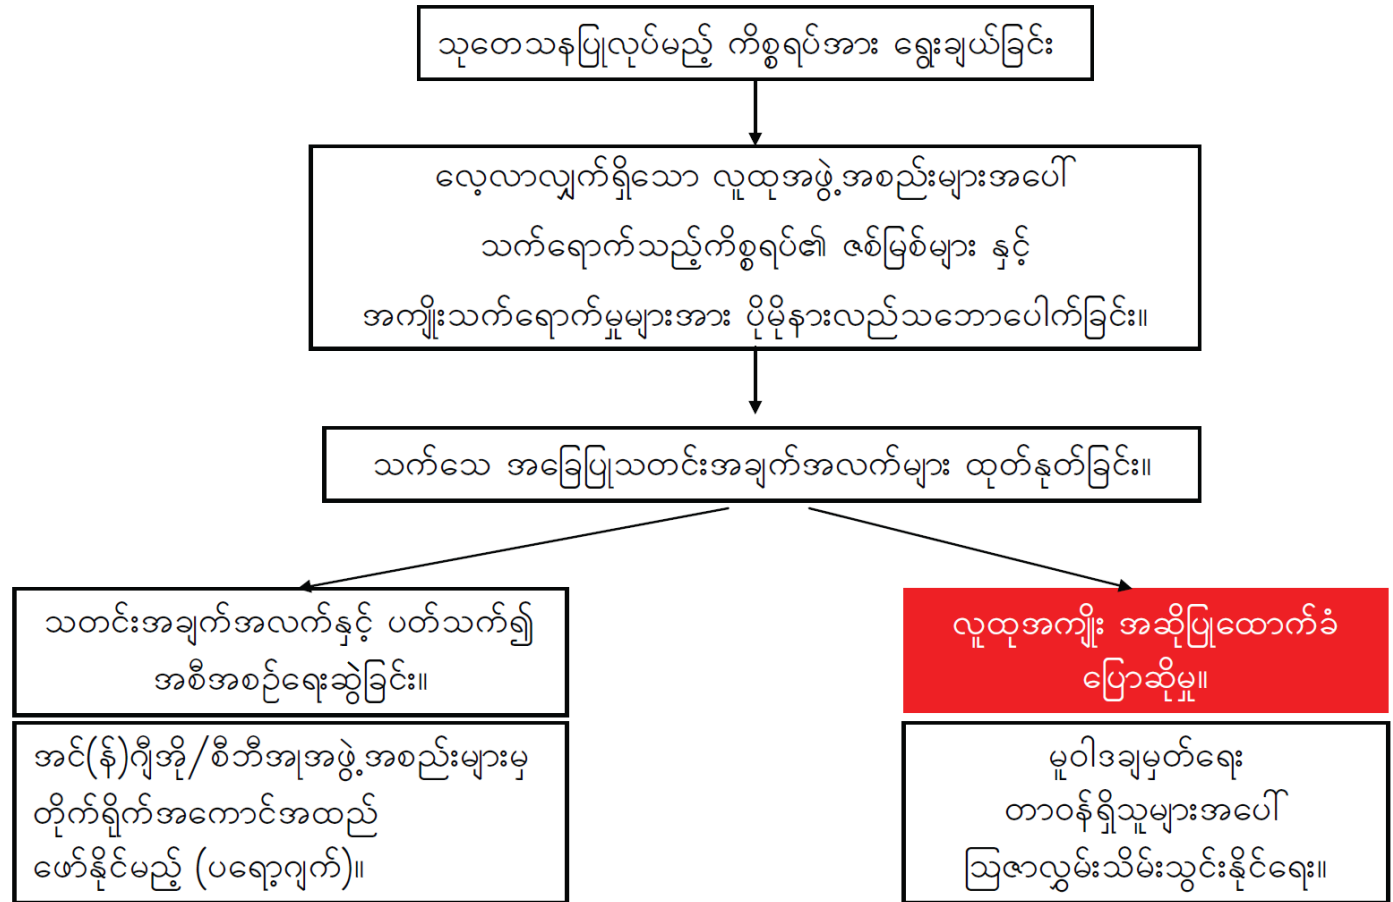 သုတေသနပြုလုပ်မည့် ကိစ္စရပ်အား ရွေးချယ်ခြင်း
လေ့လာလျှက်ရှိသော လူထုအဖွဲ့အစည်းများအပေါ်
သက်ရောက်သည့်ကိစ္စရပ်၏ ဇစ်မြစ်များ နှင့်
အကျိုးသက်ရောက်မှုများအား ပိုမိုနားလည်သဘောပေါက်ခြင်း။
သက်သေ အခြေပြုသတင်းအချက်အလက်များ ထုတ်နုတ်ခြင်း။
သတင်းအချက်အလက်နှင့် ပတ်သက်၍
အစီအစဉ်ရေးဆွဲခြင်း။
အင်(န်)ဂျီအို/စီဘီအုအဖွဲ့အစည်းများမှ
တိုက်ရိုက်အကောင်အထည်
ဖော်နိုင်မည့် (ပရော့ဂျက်)။
လူထုအကျိုး အဆိုပြုထောက်ခံ
ပြောဆိုမှု။
မူဝါဒချမှတ်ရေး
တာဝန်ရှိသူများအပေါ်
ဩဇာလွှမ်းသိမ်းသွင်းနိုင်ရေး။